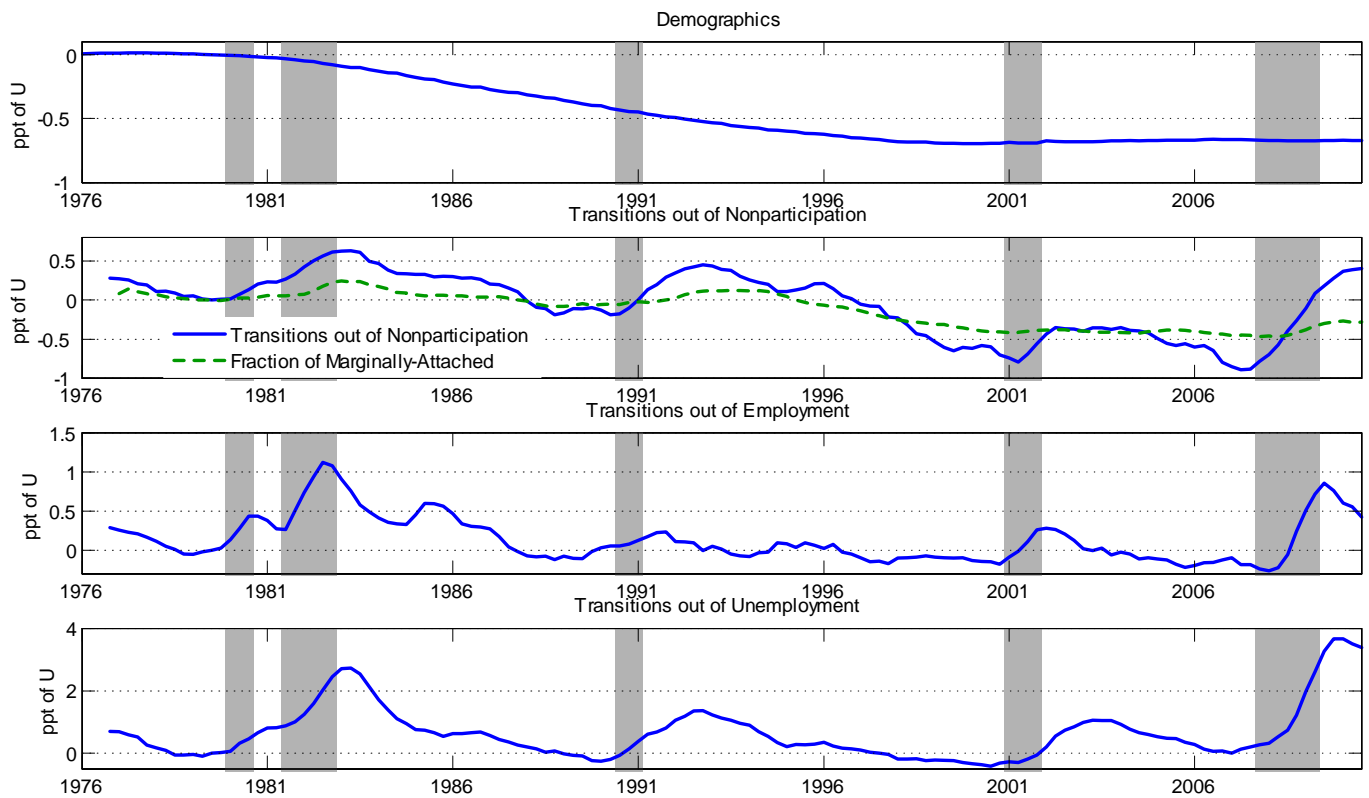 Demographics
ppt of U
0
-0.5
-1
1976 1981 1986 1991 1996 2001 2006
Transitions out of Nonparticipation
ppt of U
0.5
0
-0.5
-1
Transitions out of Nonparticipation
Fraction of Marginally-Attached
1976 1981 1986 1991 1996 2001 2006
Transitions out of Employment
ppt of U
1.5
1
0.5
0
1976 1981 1986 1991 1996 2001 2006
Transitions out of Unemployment
ppt of U
4
2
0
1976 1981 1986 1991 1996 2001 2006